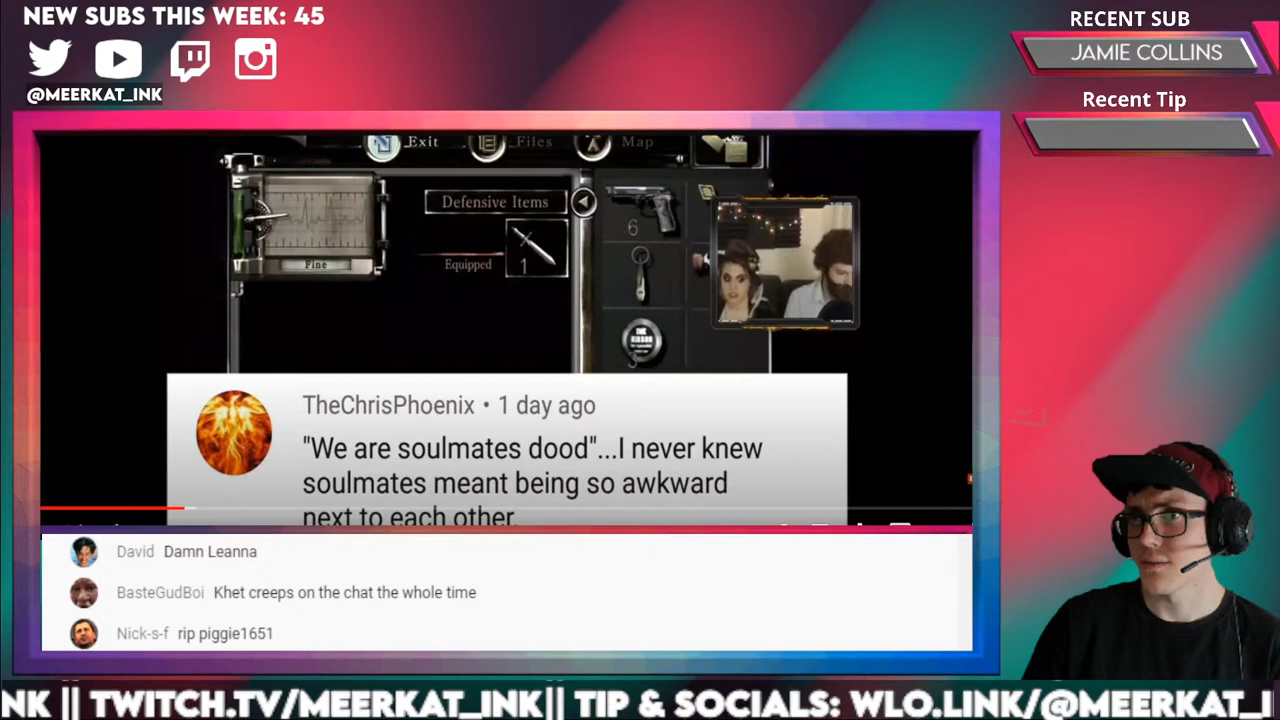 NEW SUBS THIS WEEK: 45
@MEERKAT_INK
RECENT SUB
JAMIE COLLINS
Recent Tip
Exit
Files
Map
Defensive Items
Equipped
1
Fine
6
INK
RIBBON
3
TheChrisPhoenix • 1 day ago
"We are soulmates dood"...I never knew
soulmates meant being so awkward
next to each other.
David Damn Leanna
BasteGudBoi Khet creeps on the chat the whole time
Nick-s-f rip piggie1651
NK || TWITCH.TV/MEERKAT_INK|| TIP & SOCIALS: WLO.LINK/@MEERKAT_I